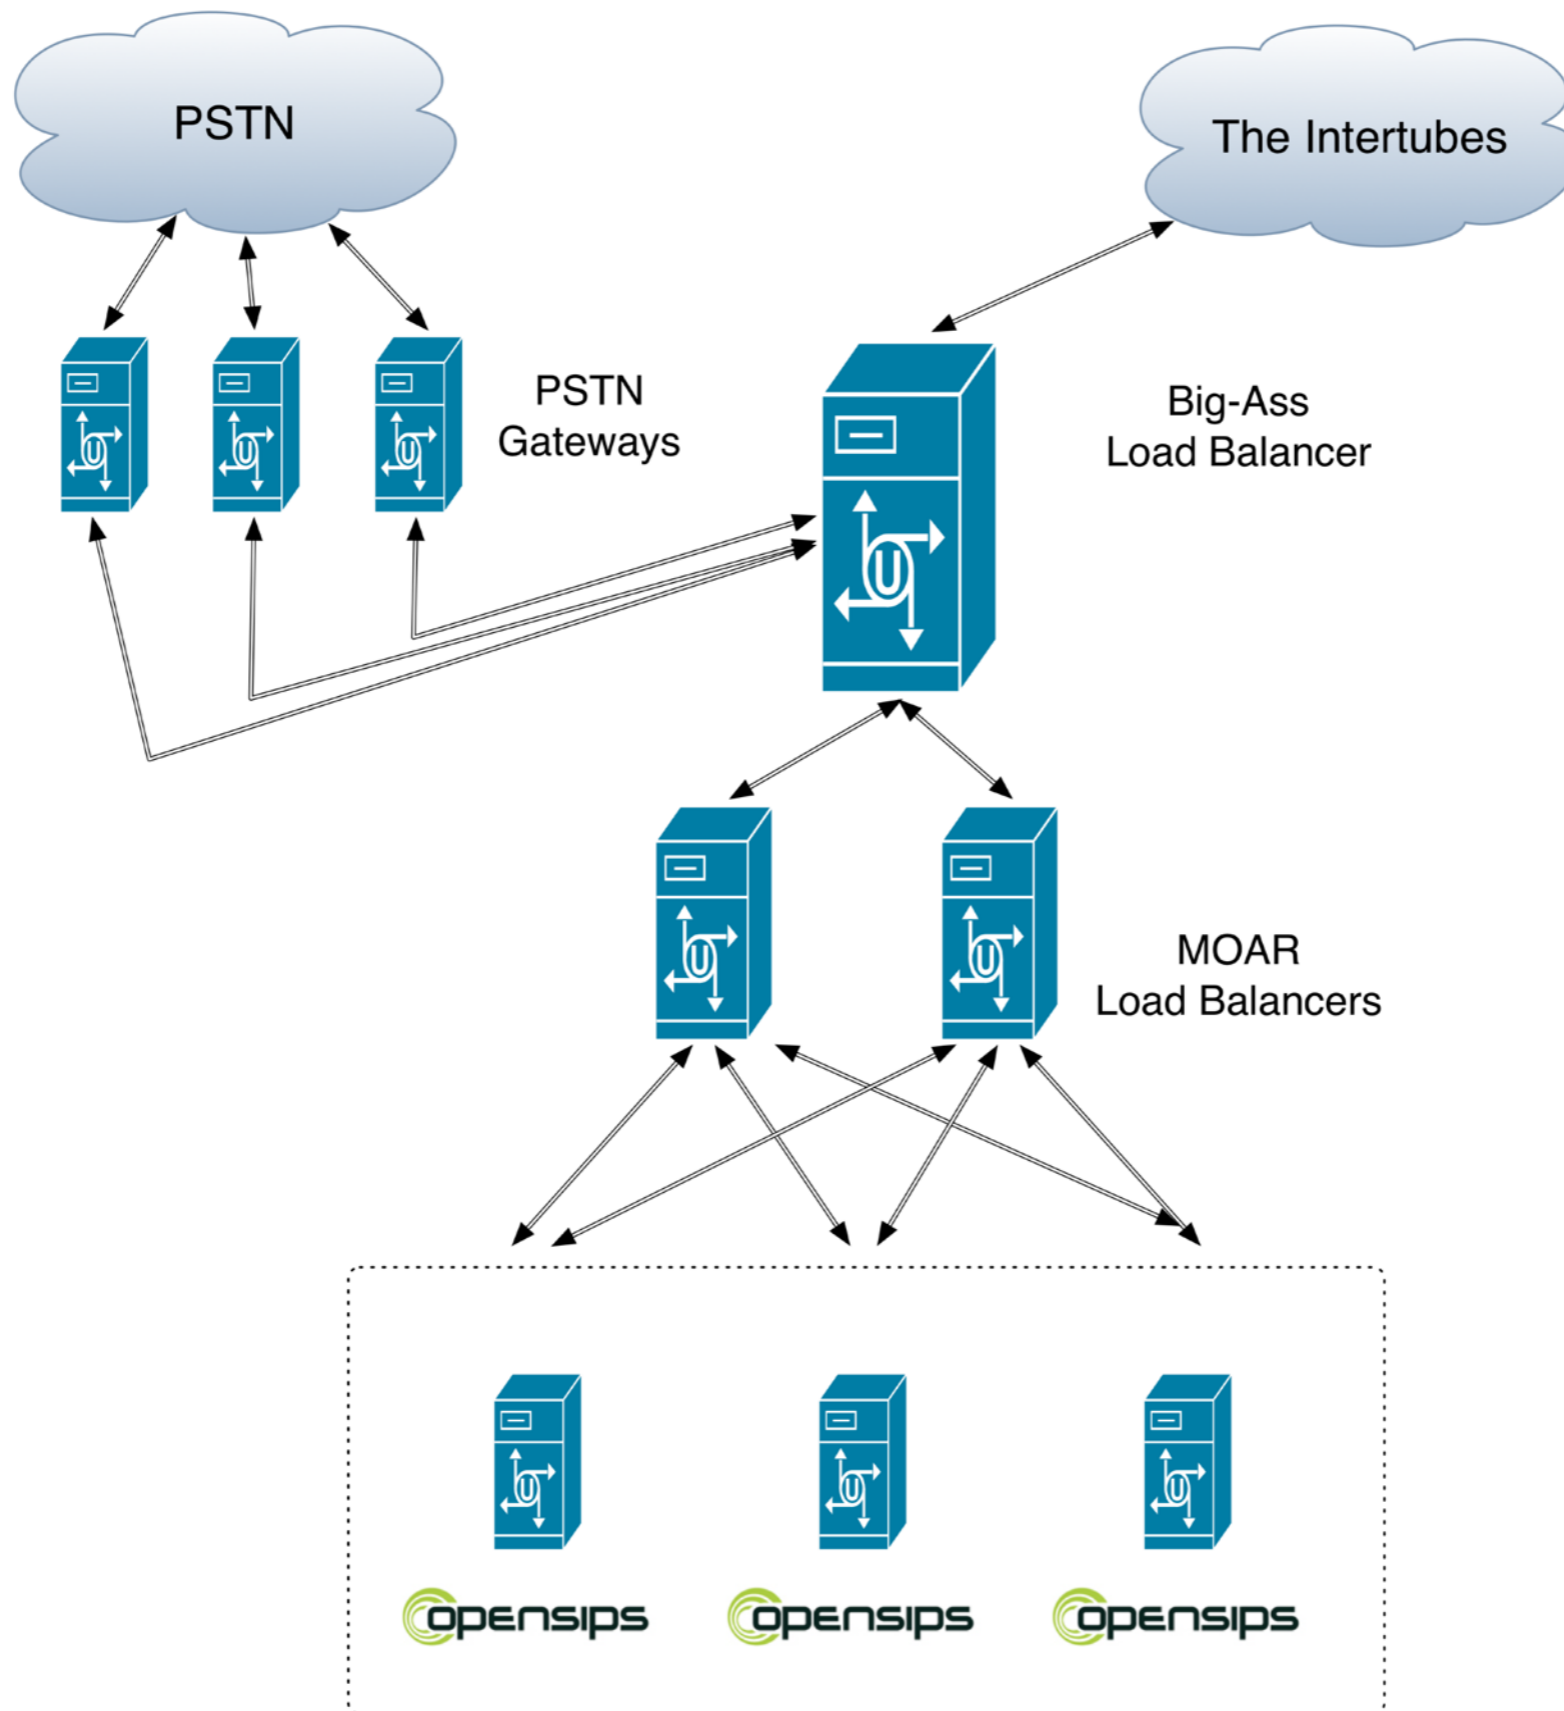 PSTN
The Intertubes
PSTN
Gateways
Big-Ass
Load Balancer
U
U
U
U
MOAR
Load Balancers
U
U
U
U
U
opensips
opensips
opensips